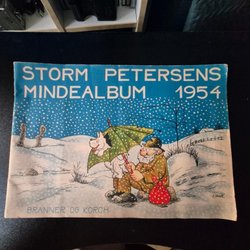 STORM PETERSENS
MINDEALBUM 1954
BRANNER OG KORCH